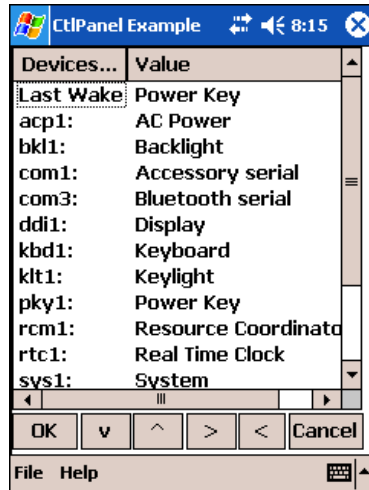 CtlPanel Example 8:15
Devices... Value
Last Wake Power Key
acp1: AC Power
bkl1: Backlight
com1: Accessory serial
com3: Bluetooth serial
ddi1: Display
kbd1: Keyboard
klt1: Keylight
pky1: Power Key
rcm1: Resource Coordinato
rtc1: Real Time Clock
sys1: System
OK v ^ > < Cancel
File Help